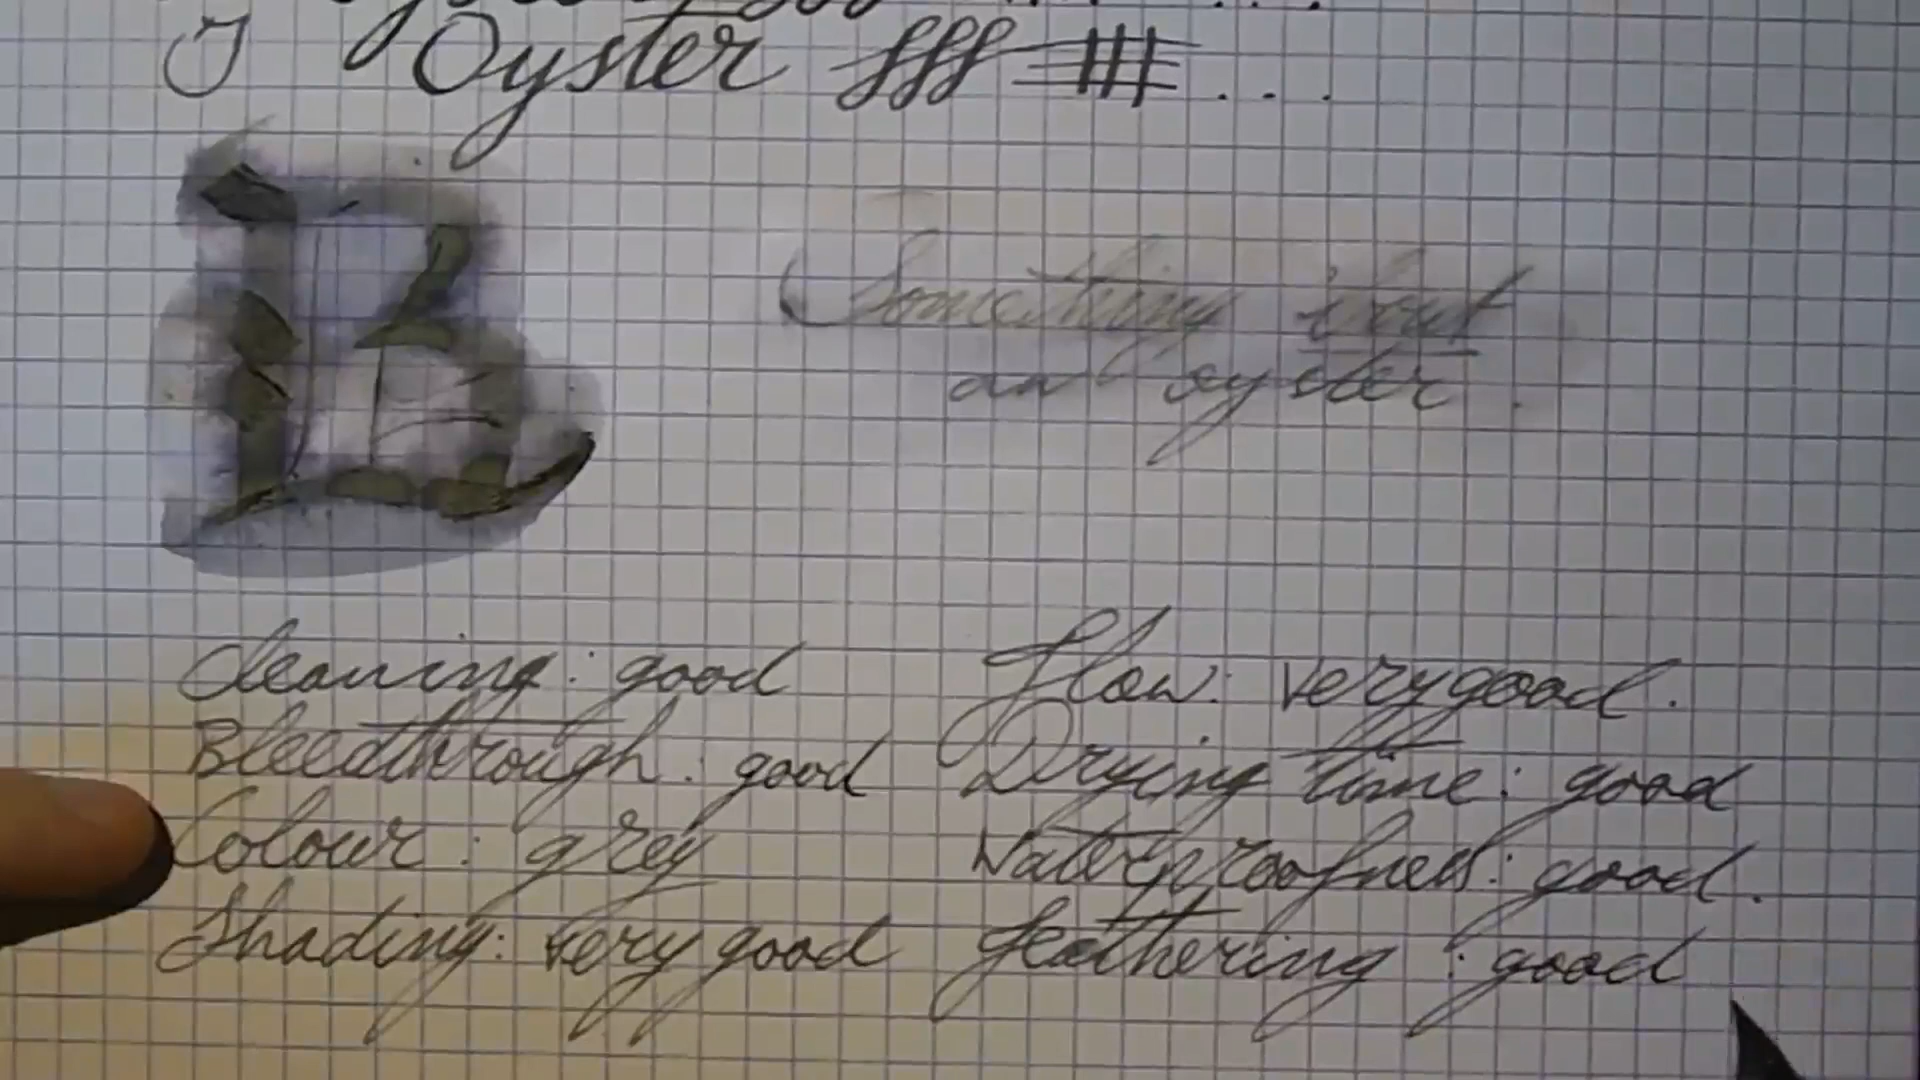 Oyster fff ## ...
B
Something about
an oyster.
Cleaning: good
Flow: very good.
Bleedthrough: good
Drying time: good
Colour: grey
Waterproofness: good.
Shading: very good
Feathering: good